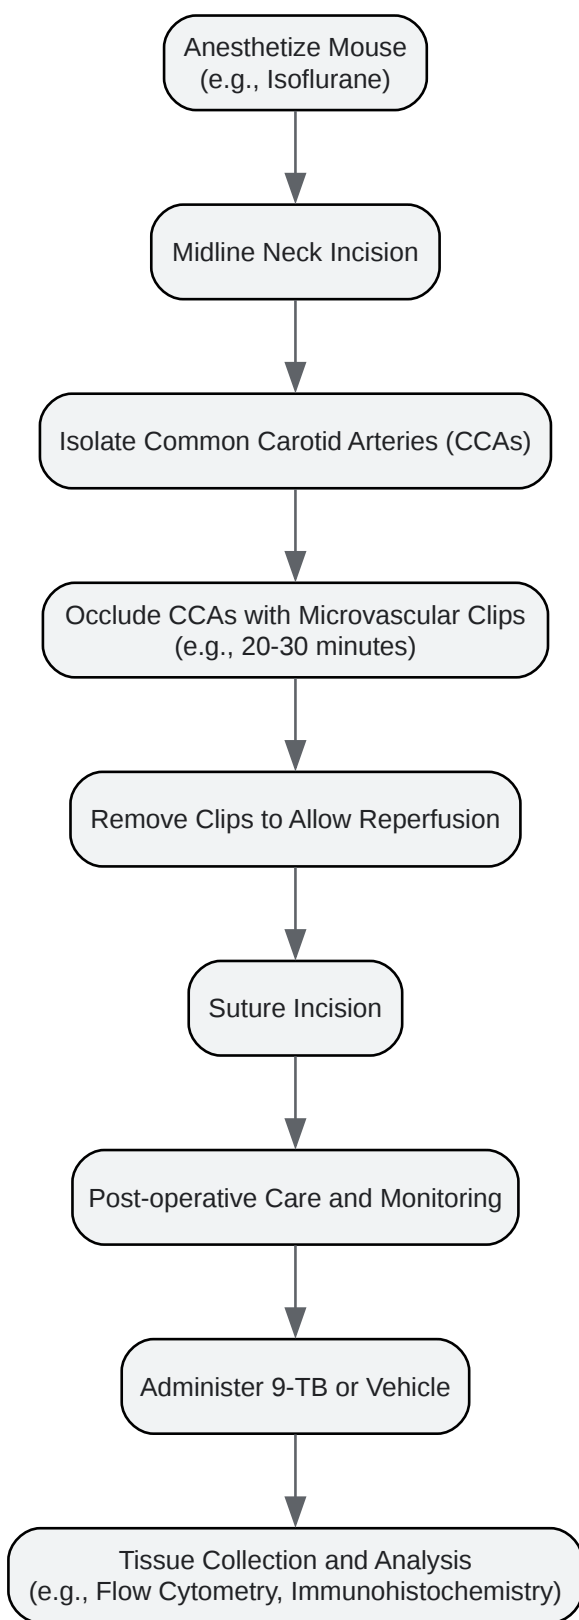 Anesthetize Mouse
(e.g., Isoflurane)
Midline Neck Incision
Isolate Common Carotid Arteries (CCAs)
Occlude CCAs with Microvascular Clips
(e.g., 20-30 minutes)
Remove Clips to Allow Reperfusion
Suture Incision
Post-operative Care and Monitoring
Administer 9-TB or Vehicle
Tissue Collection and Analysis
(e.g., Flow Cytometry, Immunohistochemistry)